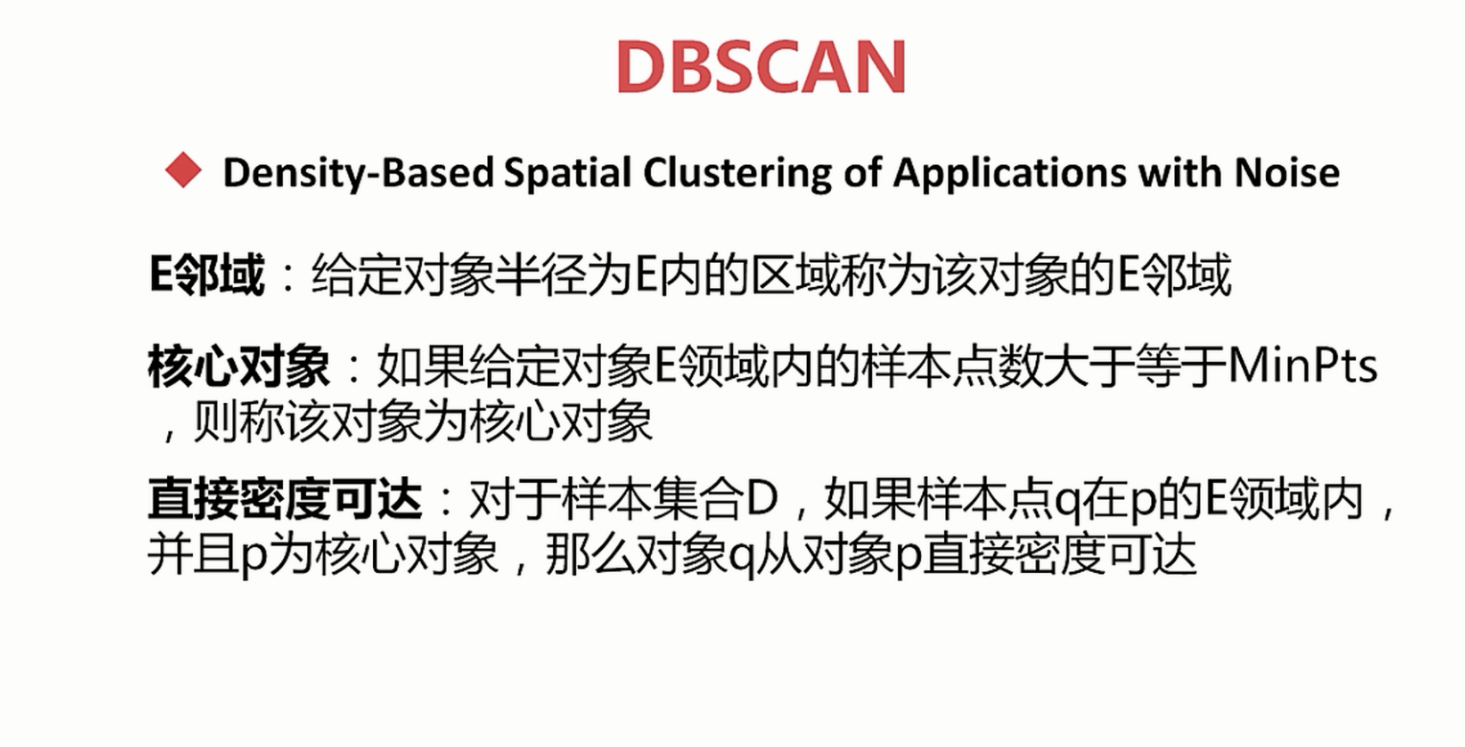 DBSCAN
◆ Density-Based Spatial Clustering of Applications with Noise
E邻域：给定对象半径为E内的区域称为该对象的E邻域
核心对象：如果给定对象E领域内的样本点数大于等于MinPts
，则称该对象为核心对象
直接密度可达：对于样本集合D，如果样本点q在p的E领域内，
并且p为核心对象，那么对象q从对象p直接密度可达